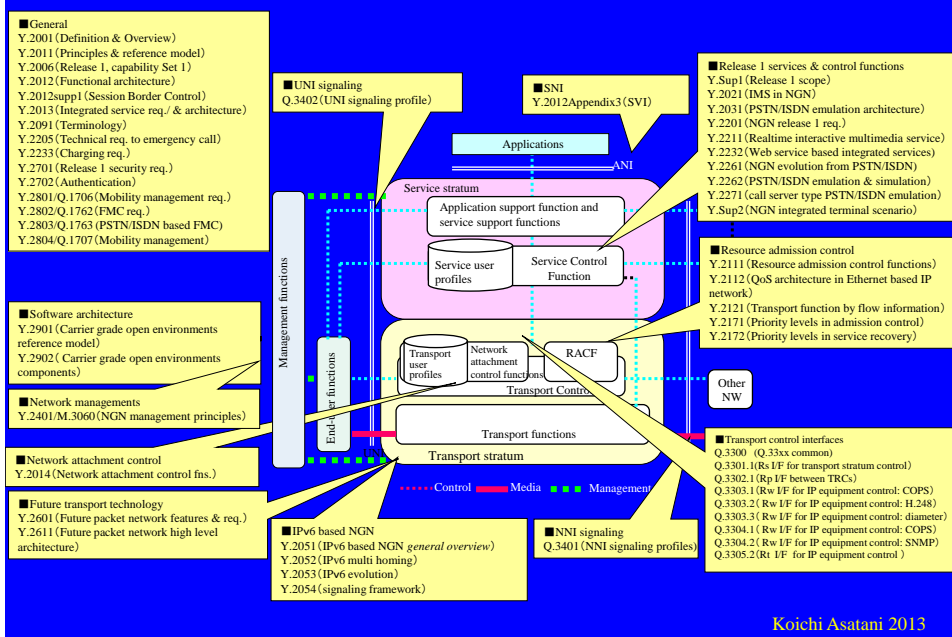 ■General
Y.2001(Definition & Overview)
Y.2011(Principles & reference model)
Y.2006(Release 1, capability Set 1)
Y.2012(Functional architecture)
Y.2012supp1(Session Border Control)
Y.2013(Integrated service req./ & architecture)
Y.2091(Terminology)
Y.2205(Technical req. to emergency call)
Y.2233(Charging req.)
Y.2701(Release 1 security req.)
Y.2702(Authentication)
Y.2801/Q.1706(Mobility management req.)
Y.2802/Q.1762(FMC req.)
Y.2803/Q.1763(PSTN/ISDN based FMC)
Y.2804/Q.1707(Mobility management)
■UNI signaling
Q.3402(UNI signaling profile)
■SNI
Y.2012Appendix3(SVI)
■Release 1 services & control functions
Y.Sup1(Release 1 scope)
Y.2021(IMS in NGN)
Y.2031(PSTN/ISDN emulation architecture)
Y.2201(NGN release 1 req.)
Y.2211(Realtime interactive multimedia service)
Y.2232(Web service based integrated services)
Y.2261(NGN evolution from PSTN/ISDN)
Y.2262(PSTN/ISDN emulation & simulation)
Y.2271(call server type PSTN/ISDN emulation)
Y.Sup2(NGN integrated terminal scenario)
Applications
ANI
Service stratum
Application support function and
service support functions
Service user
profiles
Service Control
Function
Management functions
End-user functions
■Resource admission control
Y.2111(Resource admission control functions)
Y.2112(QoS architecture in Ethernet based IP
network)
Y.2121(Transport function by flow information)
Y.2171(Priority levels in admission control)
Y.2172(Priority levels in service recovery)
■Software architecture
Y.2901(Carrier grade open environments
reference model)
Y.2902( Carrier grade open environments
components)
■Network managements
Y.2401/M.3060(NGN management principles)
■Network attachment control
Y.2014(Network attachment control fns.)
■Future transport technology
Y.2601(Future packet network features & req.)
Y.2611(Future packet network high level
architecture)
Transport
user
profiles
Network
attachment
control functions
RACF
Transport Control
Transport functions
Transport stratum
Other
NW
Control
Media
Management
■IPv6 based NGN
Y.2051(IPv6 based NGN general overview)
Y.2052(IPv6 multi homing)
Y.2053(IPv6 evolution)
Y.2054(signaling framework)
■NNI signaling
Q.3401(NNI signaling profiles)
■Transport control interfaces
Q.3300 (Q.33xx common)
Q.3301.1(Rs I/F for transport stratum control)
Q.3302.1(Rp I/F between TRCs)
Q.3303.1(Rw I/F for IP equipment control: COPS)
Q.3303.2(Rw I/F for IP equipment control: H.248)
Q.3303.3(Rw I/F for IP equipment control: diameter)
Q.3304.1(Rw I/F for IP equipment control: COPS)
Q.3304.2(Rw I/F for IP equipment control: SNMP)
Q.3305.2(Rt I/F for IP equipment control )
Koichi Asatani 2013